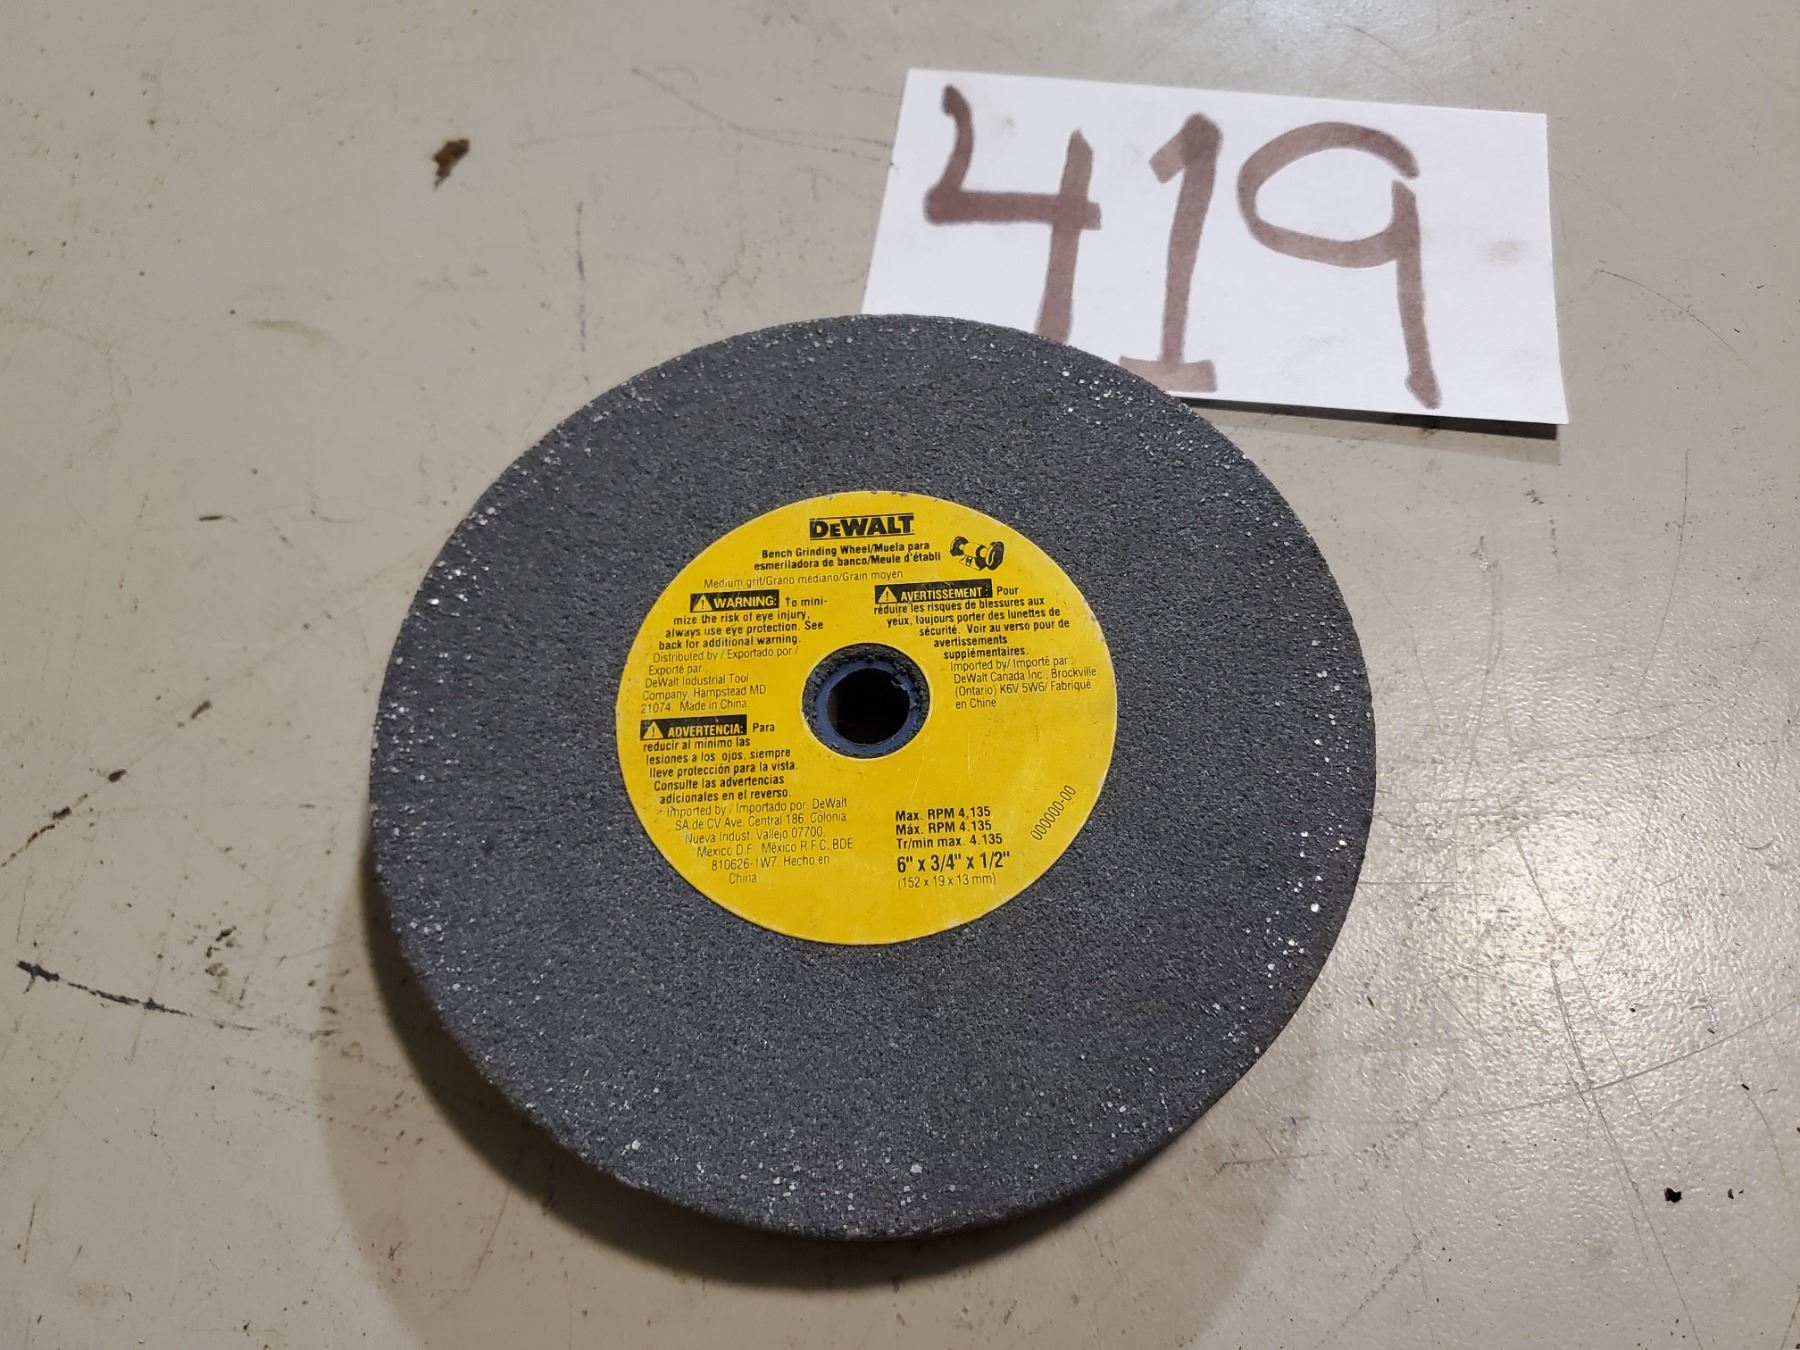 419
DEWALT
Bench Grinding Wheel/Muela para
esmeriladora de banco/Meule d'établi
Medium grit/Grano mediano/Grain moyen
WARNING: To mini-
mize the risk of eye injury,
always use eye protection. See
back for additional warning.
Distributed by / Exportado por /
Exporté par :
DeWalt Industrial Tool
Company, Hampstead MD
21074. Made in China.
ADVERTENCIA: Para
reducir al mínimo las
lesiones a los ojos, siempre
lleve protección para la vista.
Consulte las advertencias
adicionales en el reverso.
Imported by / Importado por: DeWalt
SA de CV Ave. Central 186, Colonia
Nueva Indust. Vallejo 07700,
México D.F. México R.F.C. BDE
810626-1W7. Hecho en
China
AVERTISSEMENT: Pour
réduire les risques de blessures aux
yeux, toujours porter des lunettes de
sécurité. Voir au verso pour de
avertissements
supplémentaires.
Imported by/ Importé par :
DeWalt Canada Inc., Brockville
(Ontario) K6V 5W6/ Fabriqué
en Chine
Max. RPM 4,135
Máx. RPM 4.135
Tr/min max. 4.135
6" x 3/4" x 1/2"
(152 x 19 x 13 mm)
000000-00